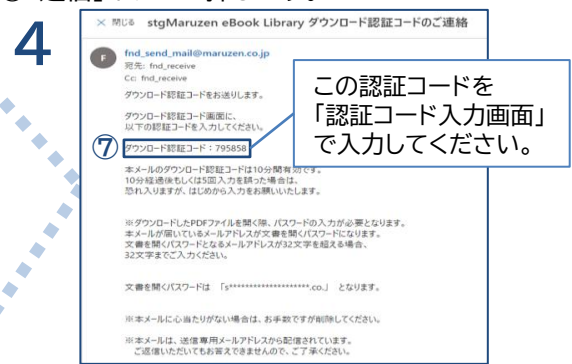 4
× 閉じる stgMaruzen eBook Library ダウンロード認証コードのご連絡
F
fnd_send_mail@maruzen.co.jp
宛先: fnd_receive
Cc: fnd_receive
ダウンロード認証コードをお送りします。
ダウンロード認証コード画面に、
以下の認証コードを入力してください。
⑦
ダウンロード認証コード：795858
この認証コードを
「認証コード入力画面」
で入力してください。
本メールのダウンロード認証コードは10分間有効です。
10分経過後もしくは5回入力を誤った場合は、
恐れ入りますが、はじめから入力をお願いいたします。
※ダウンロードしたPDFファイルを開く際、パスワードの入力が必要となります。
本メールが届いているメールアドレスが文書を開くパスワードになります。
文書を開くパスワードとなるメールアドレスが32文字を超える場合、
32文字までご入力ください。
文書を開くパスワードは 「s********************.co.」 となります。
※本メールに心当たりがない場合は、お手数ですが削除してください。
※本メールは、送信専用メールアドレスから配信されています。
ご返信いただいてもお答えできませんので、ご了承ください。